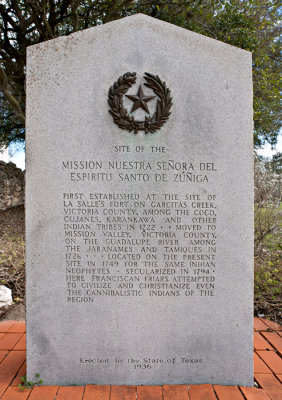 SITE OF THE
MISSION NUESTRA SEÑORA DEL
ESPIRITU SANTO DE ZÚÑIGA
FIRST ESTABLISHED AT THE SITE OF
LA SALLE'S FORT ON GARCITAS CREEK,
VICTORIA COUNTY, AMONG THE COCO,
CUJANES, KARANKAWA AND OTHER
INDIAN TRIBES IN 1722 • • MOVED TO
MISSION VALLEY, VICTORIA COUNTY,
ON THE GUADALUPE RIVER AMONG
THE JARANAMES AND TAMIQUES IN
1726 • • • LOCATED ON THE PRESENT
SITE IN 1749 FOR THE SAME INDIAN
NEOPHYTES • SECULARIZED IN 1794 •
HERE FRANCISCAN FRIARS ATTEMPTED
TO CIVILIZE AND CHRISTIANIZE EVEN
THE CANNIBALISTIC INDIANS OF THE
REGION
Erected by the State of Texas
1936